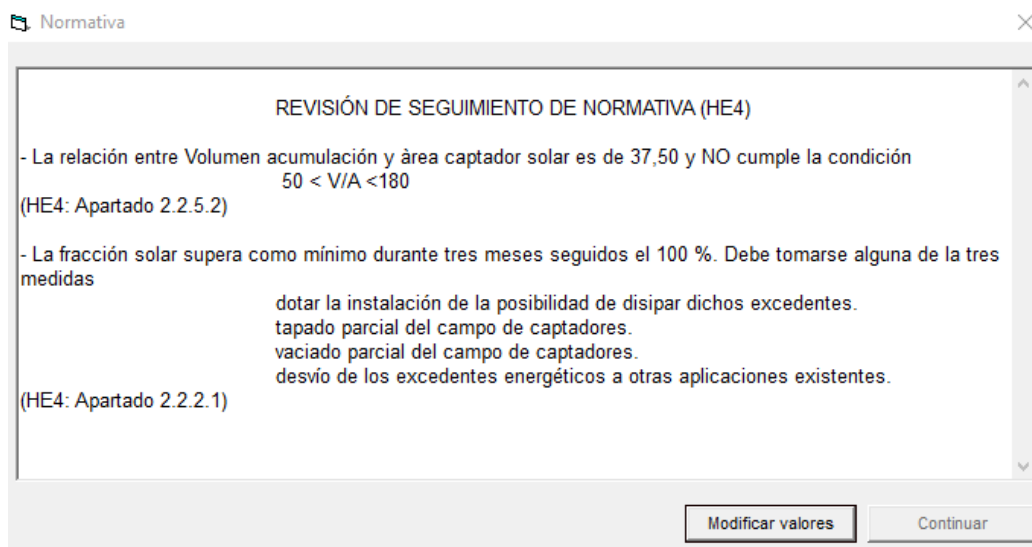 Normativa
REVISIÓN DE SEGUIMIENTO DE NORMATIVA (HE4)
- La relación entre Volumen acumulación y àrea captador solar es de 37,50 y NO cumple la condición
50 < V/A <180
(HE4: Apartado 2.2.5.2)
- La fracción solar supera como mínimo durante tres meses seguidos el 100 %. Debe tomarse alguna de la tres
medidas
dotar la instalación de la posibilidad de disipar dichos excedentes.
tapado parcial del campo de captadores.
vaciado parcial del campo de captadores.
desvío de los excedentes energéticos a otras aplicaciones existentes.
(HE4: Apartado 2.2.2.1)
Modificar valores
Continuar